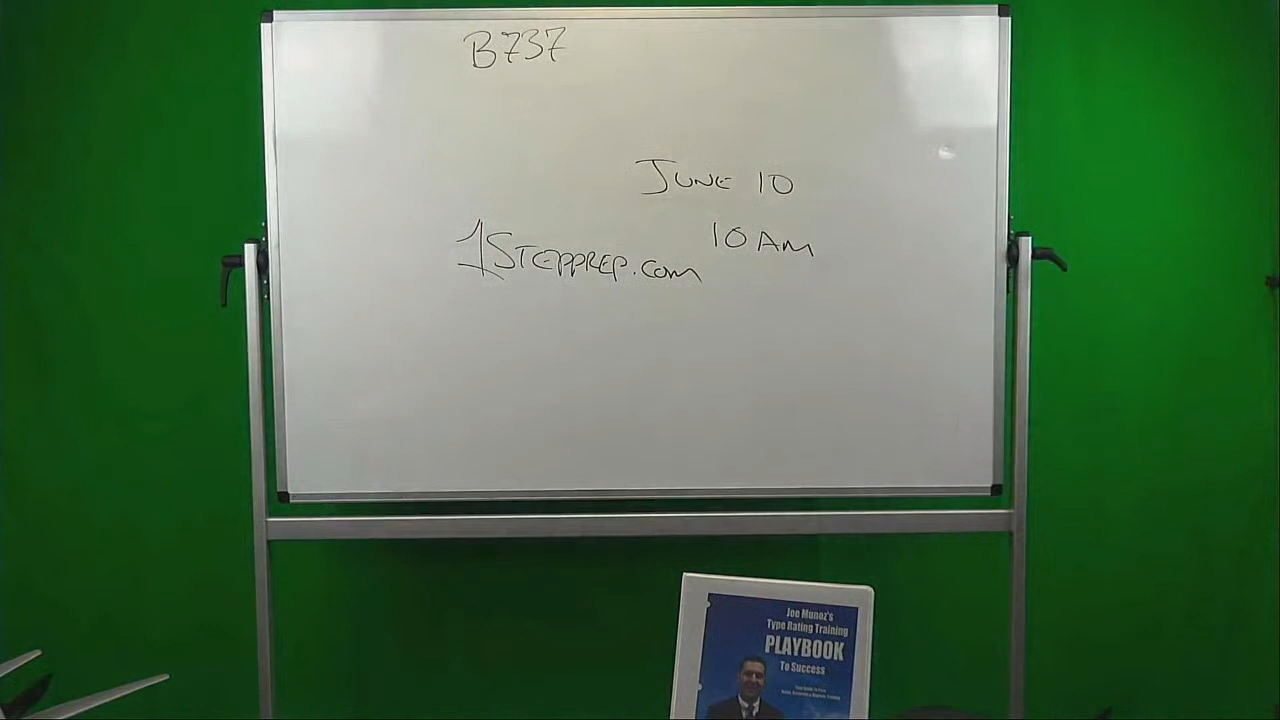 B737
JUNE 10
10 AM
1STEPPREP.COM
Joe Munoz's
Type Rating Training
PLAYBOOK
To Success